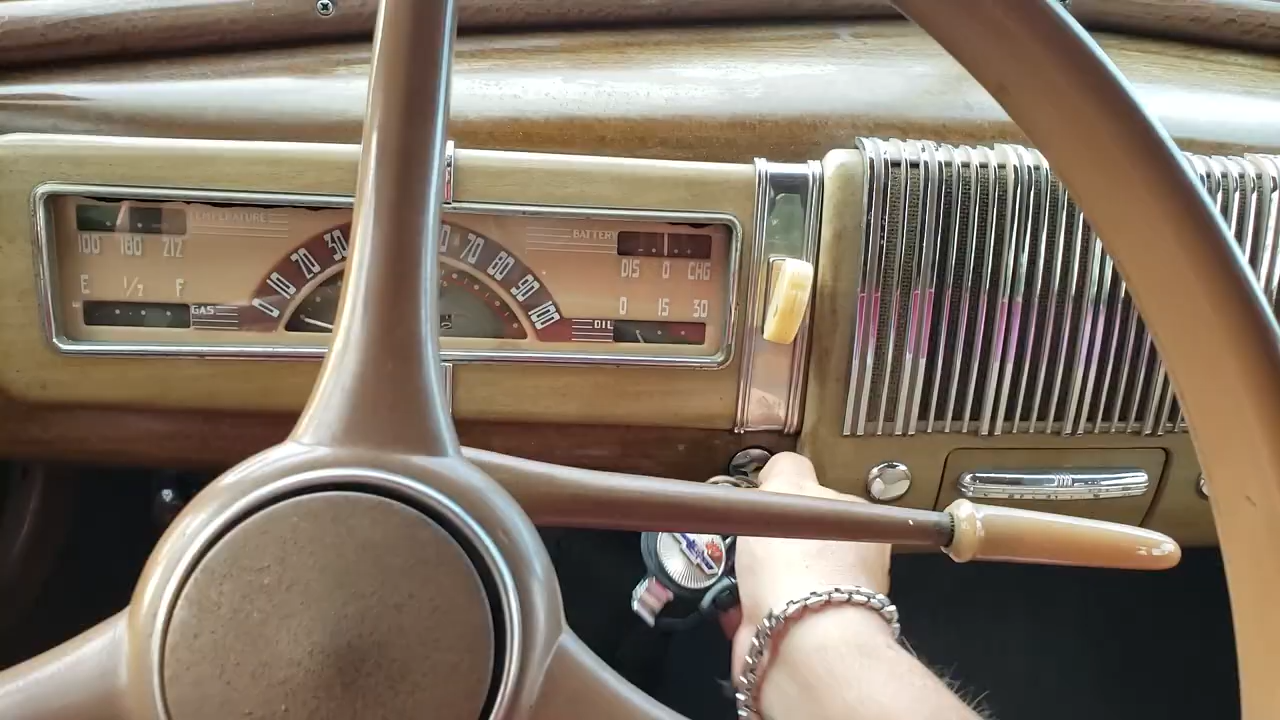 TEMPERATURE
100 180 212
E 1/2 F
GAS
0 10 20 30 70 80 90 100
BATTERY
DIS 0 CHG
0 15 30
OIL